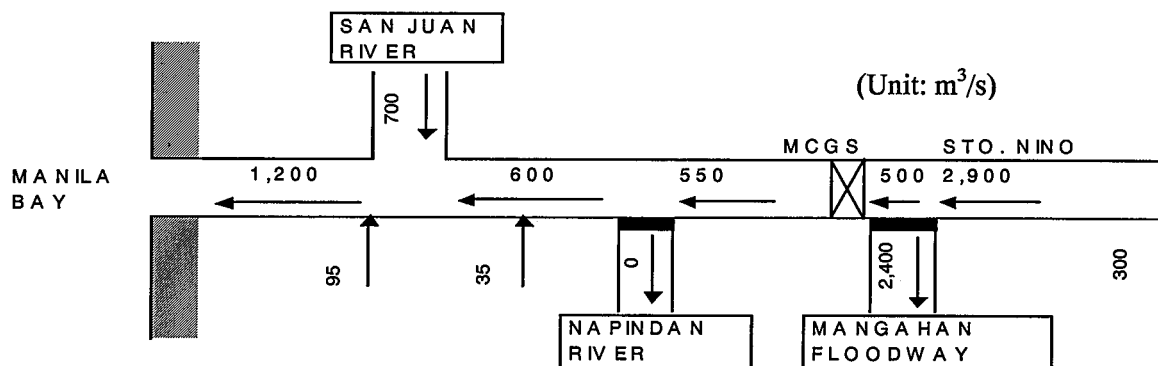 SAN JUAN
RIVER
(Unit: m³/s)
700
MCGS STO. NINO
MANILA
BAY
1,200 600 550 500 2,900
95 35 0 2,400 300
NAPINDAN
RIVER
MANGAHAN
FLOODWAY